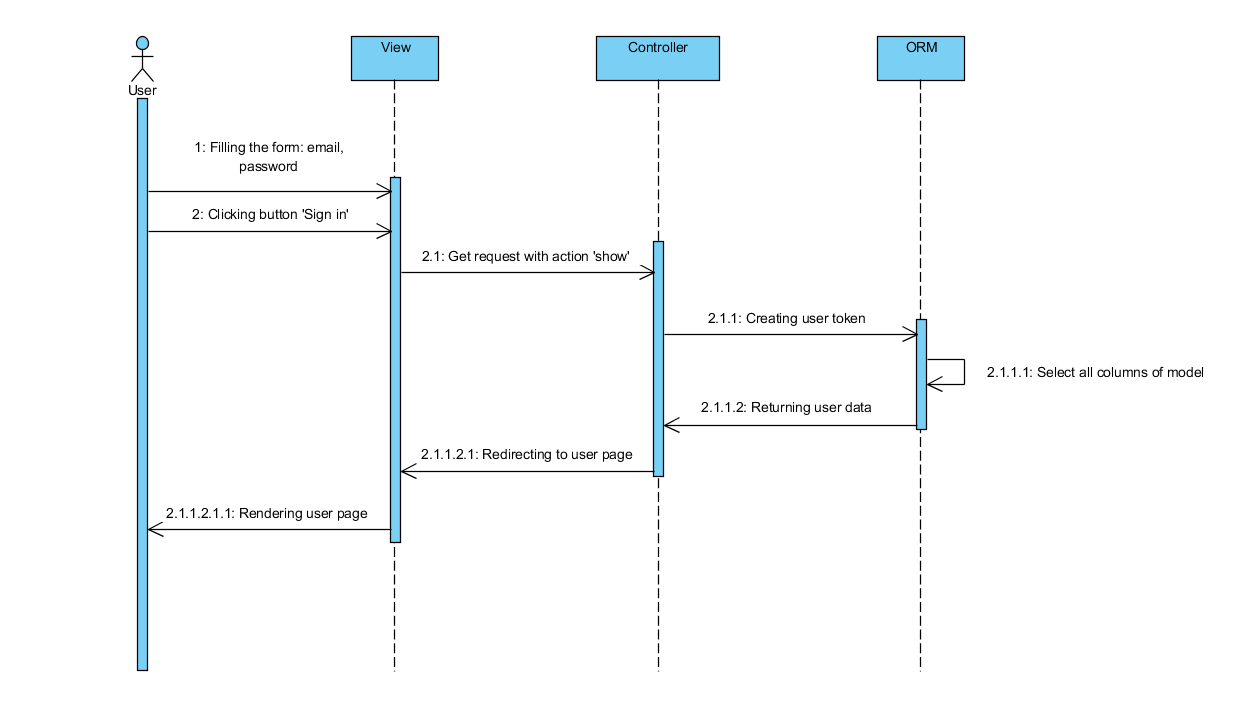 User
View
Controller
ORM
1: Filling the form: email,
password
2: Clicking button 'Sign in'
2.1: Get request with action 'show'
2.1.1: Creating user token
2.1.1.1: Select all columns of model
2.1.1.2: Returning user data
2.1.1.2.1: Redirecting to user page
2.1.1.2.1.1: Rendering user page